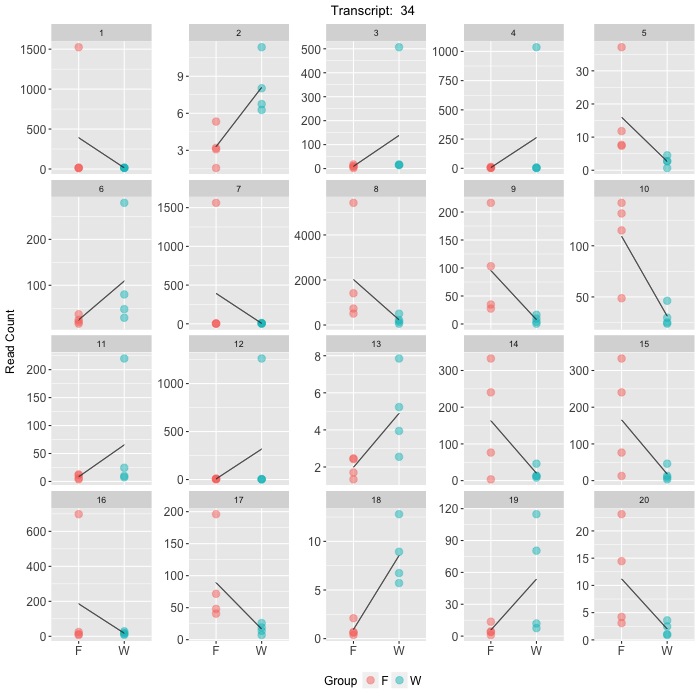 Transcript: 34
1 2 3 4 5
1500 1000 500 0
9 6 3
500 400 300 200 100 0
1000 750 500 250 0
30 20 10 0
6 7 8 9 10
200 100
1500 1000 500 0
4000 2000 0
200 150 100 50 0
100 50
Read Count
11 12 13 14 15
200 150 100 50 0
1000 500 0
8 6 4 2
300 200 100 0
300 200 100 0
16 17 18 19 20
600 400 200 0
200 150 100 50 0
10 5 0
120 90 60 30 0
20 15 10 5 0
F W F W F W F W F W
Group F W